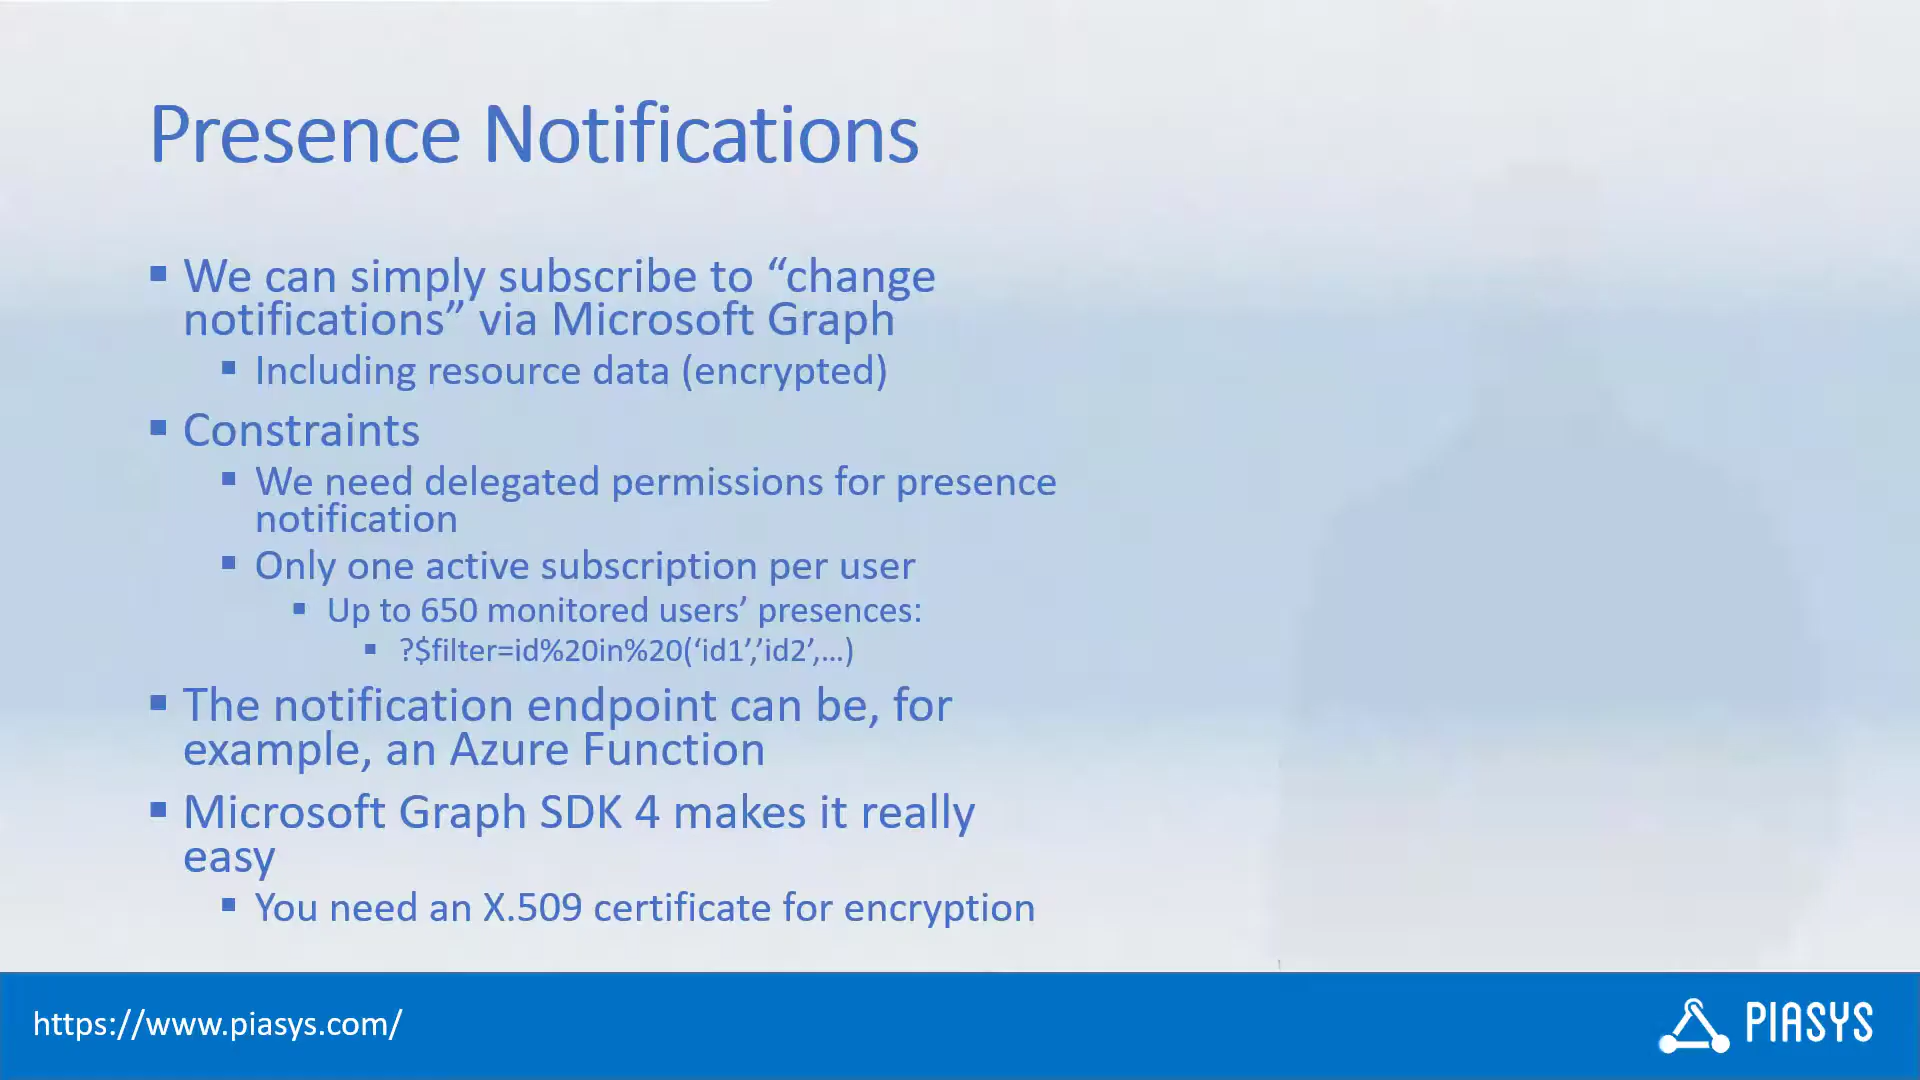 Presence Notifications
▪ We can simply subscribe to “change
notifications” via Microsoft Graph
▪ Including resource data (encrypted)
▪ Constraints
▪ We need delegated permissions for presence
notification
▪ Only one active subscription per user
▪ Up to 650 monitored users’ presences:
▪ ?$filter=id%20in%20(‘id1’,’id2’,…)
▪ The notification endpoint can be, for
example, an Azure Function
▪ Microsoft Graph SDK 4 makes it really
easy
▪ You need an X.509 certificate for encryption
https://www.piasys.com/
PIASYS